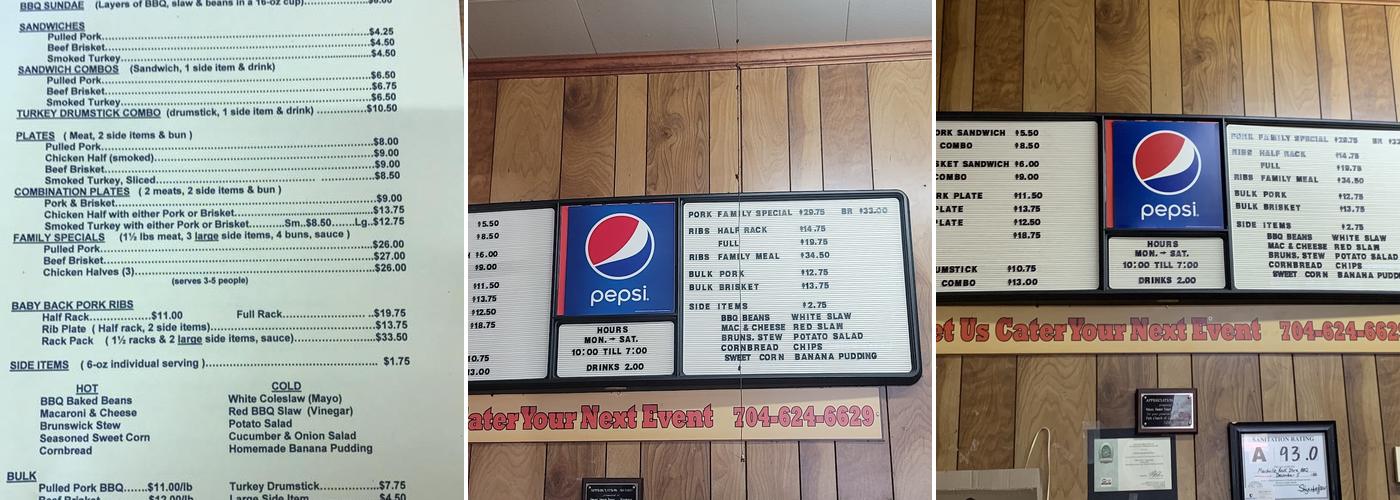 BBQ SUNDAE (Layers of BBQ, slaw & beans in a 16-oz cup)
SANDWICHES
Pulled Pork $4.25
Beef Brisket $4.50
Smoked Turkey $4.50
SANDWICH COMBOS (Sandwich, 1 side item & drink)
Pulled Pork $6.50
Beef Brisket $6.75
Smoked Turkey $6.50
TURKEY DRUMSTICK COMBO (drumstick, 1 side item & drink) $10.50
PLATES ( Meat, 2 side items & bun )
Pulled Pork $8.00
Chicken Half (smoked) $9.00
Beef Brisket $9.00
Smoked Turkey, Sliced $8.50
COMBINATION PLATES ( 2 meats, 2 side items & bun )
Pork & Brisket $9.00
Chicken Half with either Pork or Brisket $13.75
Smoked Turkey with either Pork or Brisket Sm..$8.50 Lg..$12.75
FAMILY SPECIALS (1½ lbs meat, 3 large side items, 4 buns, sauce )
Pulled Pork $26.00
Beef Brisket $27.00
Chicken Halves (3) $26.00
(serves 3-5 people)
BABY BACK PORK RIBS
Half Rack $11.00 Full Rack $19.75
Rib Plate ( Half rack, 2 side items) $13.75
Rack Pack ( 1½ racks & 2 large side items, sauce) $33.50
SIDE ITEMS ( 6-oz individual serving ) $1.75
HOT COLD
BBQ Baked Beans White Coleslaw (Mayo)
Macaroni & Cheese Red BBQ Slaw (Vinegar)
Brunswick Stew Potato Salad
Seasoned Sweet Corn Cucumber & Onion Salad
Cornbread Homemade Banana Pudding
BULK
Pulled Pork BBQ $11.00/lb Turkey Drumstick $7.75
Beef Brisket $12.00/lb Large Side Item $4.50
$5.50
$8.50
$6.00
$9.00
$11.50
$13.75
$12.50
$18.75
10.75
13.00
pepsi
HOURS
MON. - SAT.
10:00 TILL 7:00
DRINKS 2.00
PORK FAMILY SPECIAL $29.75 BR $33.00
RIBS HALF RACK $14.75
FULL $19.75
RIBS FAMILY MEAL $34.50
BULK PORK $12.75
BULK BRISKET $13.75
SIDE ITEMS $2.75
BBQ BEANS WHITE SLAW
MAC & CHEESE RED SLAW
BRUNS. STEW POTATO SALAD
CORNBREAD CHIPS
SWEET CORN BANANA PUDDING
ater Your Next Event 704-624-6629
ORK SANDWICH $5.50
COMBO $8.50
SKET SANDWICH $6.00
COMBO $9.00
RK PLATE $11.50
PLATE $13.75
LATE $12.50
$18.75
UMSTICK $10.75
COMBO $13.00
pepsi
HOURS
MON. - SAT.
10:00 TILL 7:00
DRINKS 2.00
PORK FAMILY SPECIAL $29.75 BR $33
RIBS HALF RACK $14.75
FULL $19.75
RIBS FAMILY MEAL $34.50
BULK PORK $12.75
BULK BRISKET $13.75
SIDE ITEMS $2.75
BBQ BEANS WHITE SLAW
MAC & CHEESE RED SLAW
BRUNS. STEW POTATO SALAD
CORNBREAD CHIPS
SWEET CORN BANANA PUDD
et Us Cater Your Next Event 704-624-662
APPRECIATION
SANITATION RATING
A 93.0